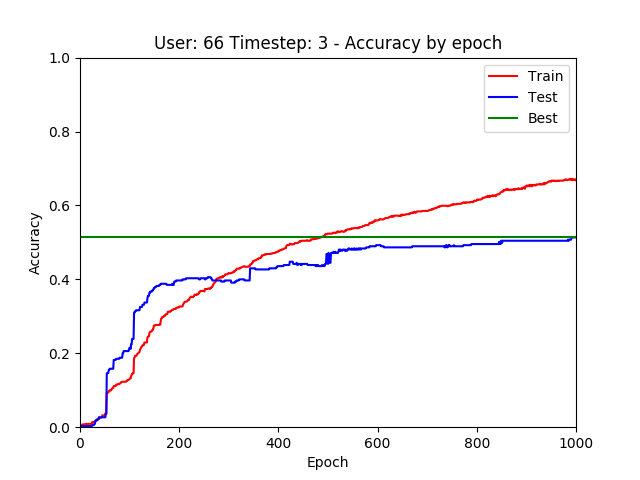 User: 66 Timestep: 3 - Accuracy by epoch
1.0
0.8
0.6
0.4
0.2
0.0
Accuracy
0 200 400 600 800 1000
Epoch
Train
Test
Best